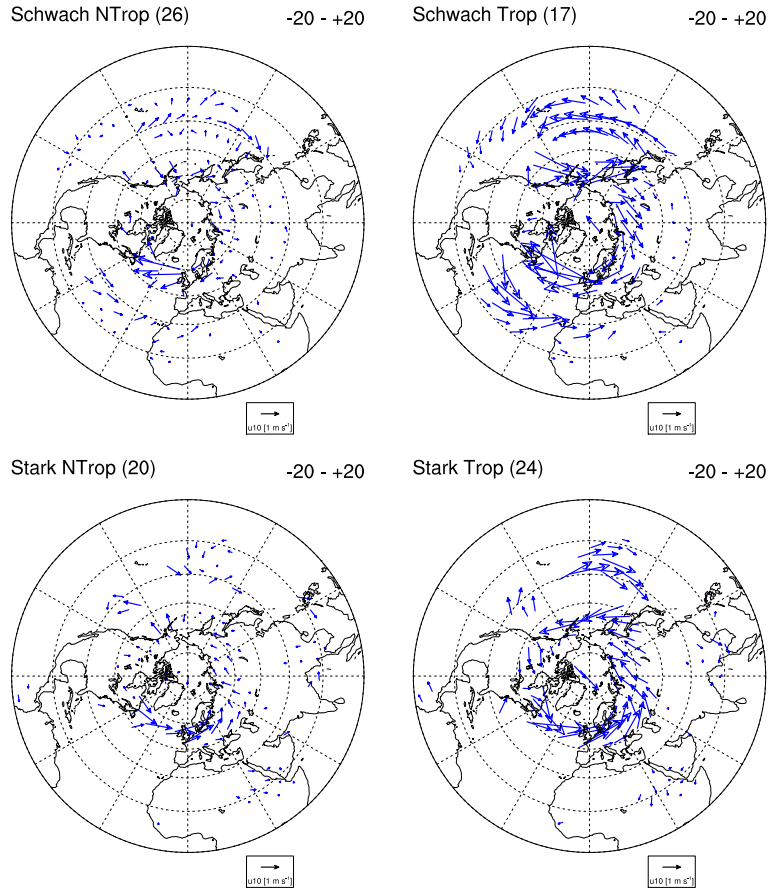 Schwach NTrop (26) -20 - +20
Schwach Trop (17) -20 - +20
u10 [1 m s⁻¹]
u10 [1 m s⁻¹]
Stark NTrop (20) -20 - +20
Stark Trop (24) -20 - +20
u10 [1 m s⁻¹]
u10 [1 m s⁻¹]